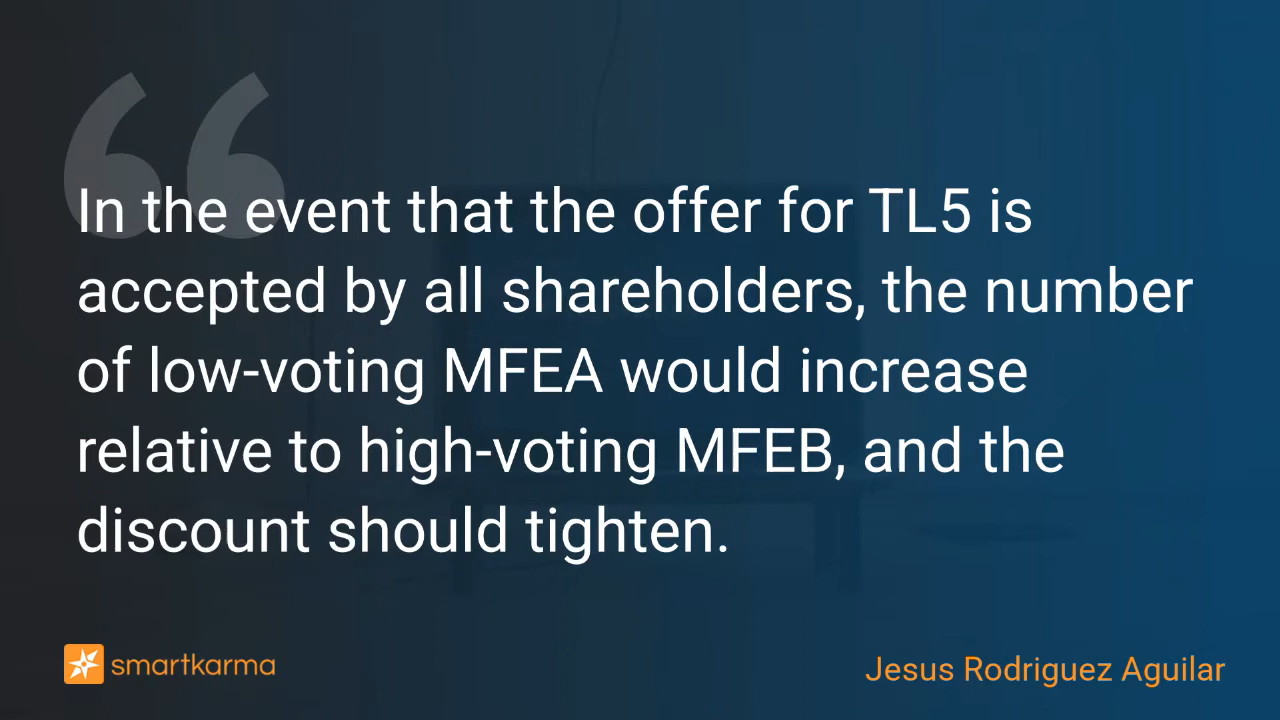 In the event that the offer for TL5 is
accepted by all shareholders, the number
of low-voting MFEA would increase
relative to high-voting MFEB, and the
discount should tighten.
smartkarma
Jesus Rodriguez Aguilar